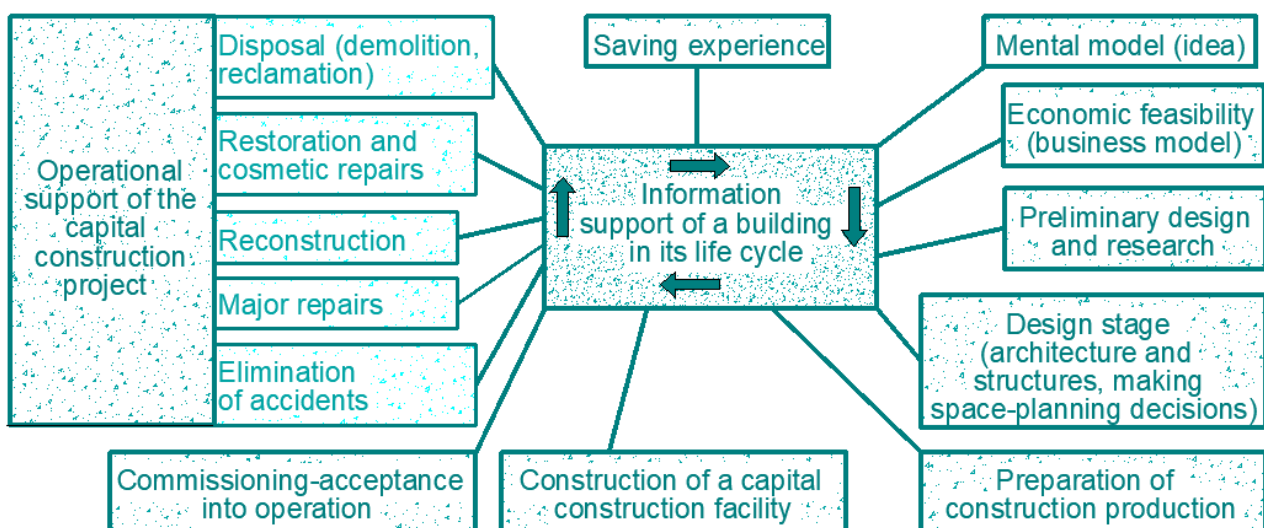 Operational
support of the
capital
construction
project
Disposal (demolition,
reclamation)
Restoration and
cosmetic repairs
Reconstruction
Major repairs
Elimination
of accidents
Saving experience
Information
support of a building
in its life cycle
Mental model (idea)
Economic feasibility
(business model)
Preliminary design
and research
Design stage
(architecture and
structures, making
space-planning decisions)
Commissioning-acceptance
into operation
Construction of a capital
construction facility
Preparation of
construction production